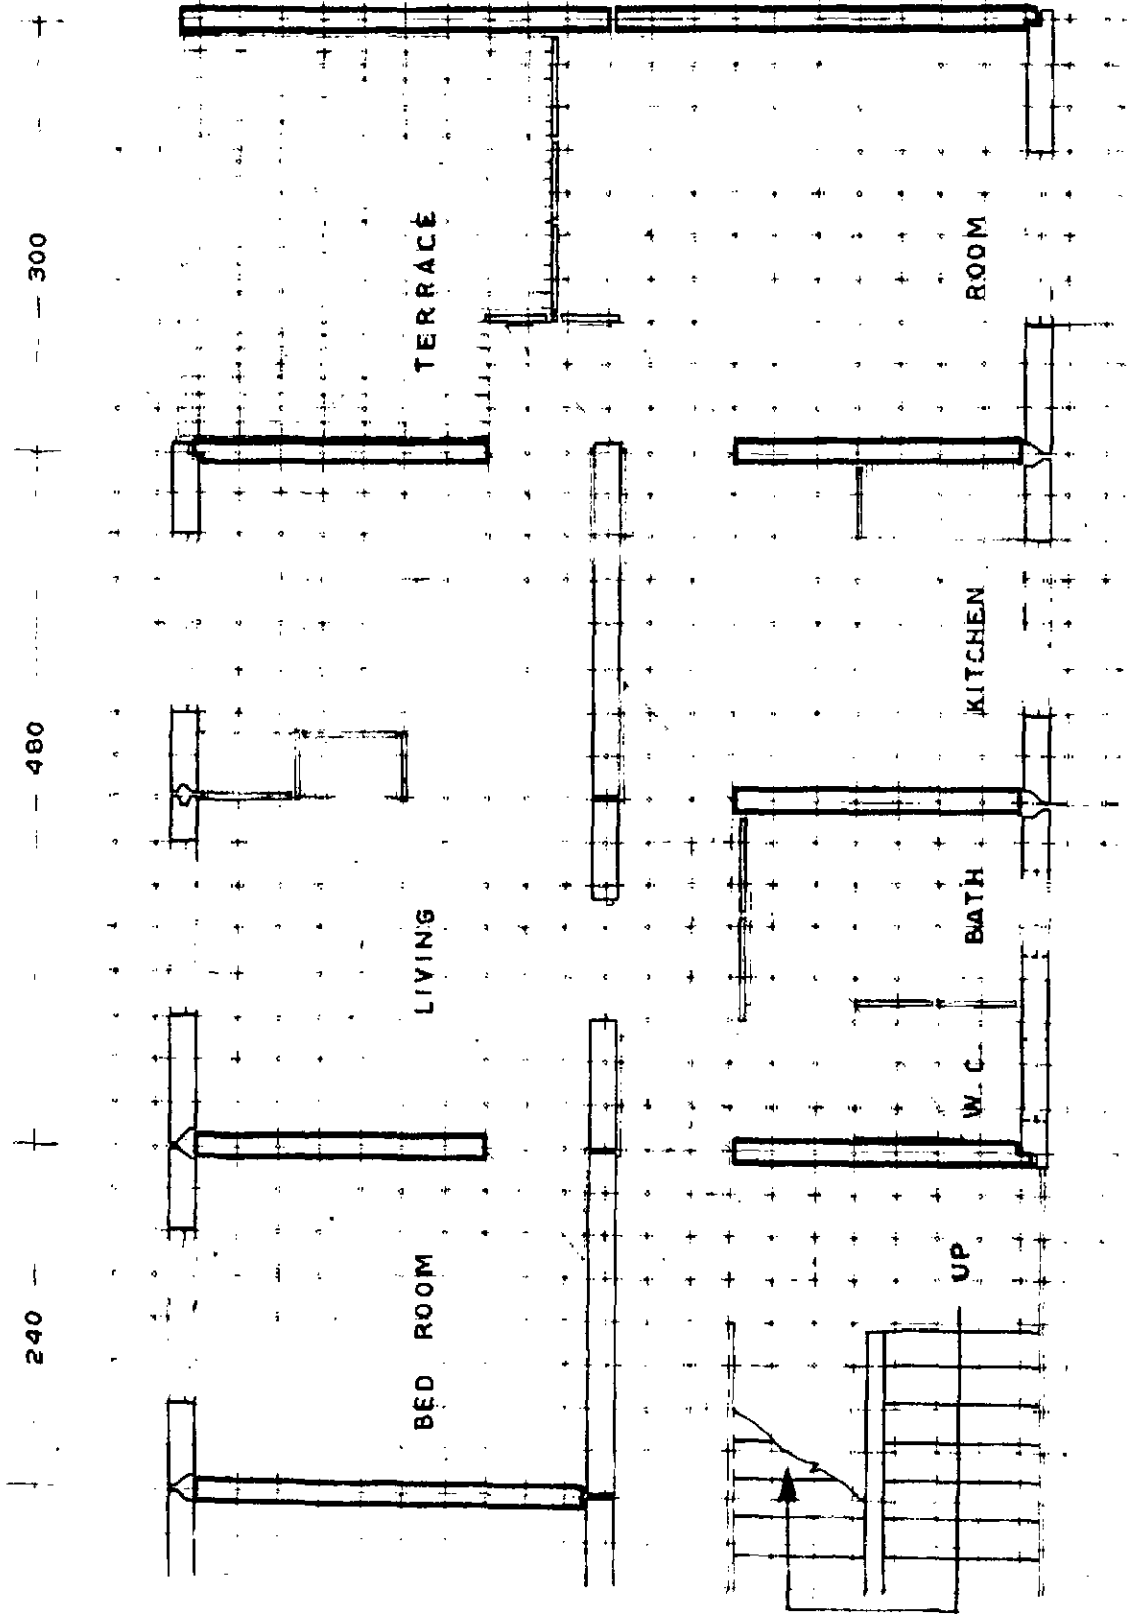 300
480
240
TERRACE
ROOM
KITCHEN
LIVING
BATH
W.C.
BED ROOM
UP